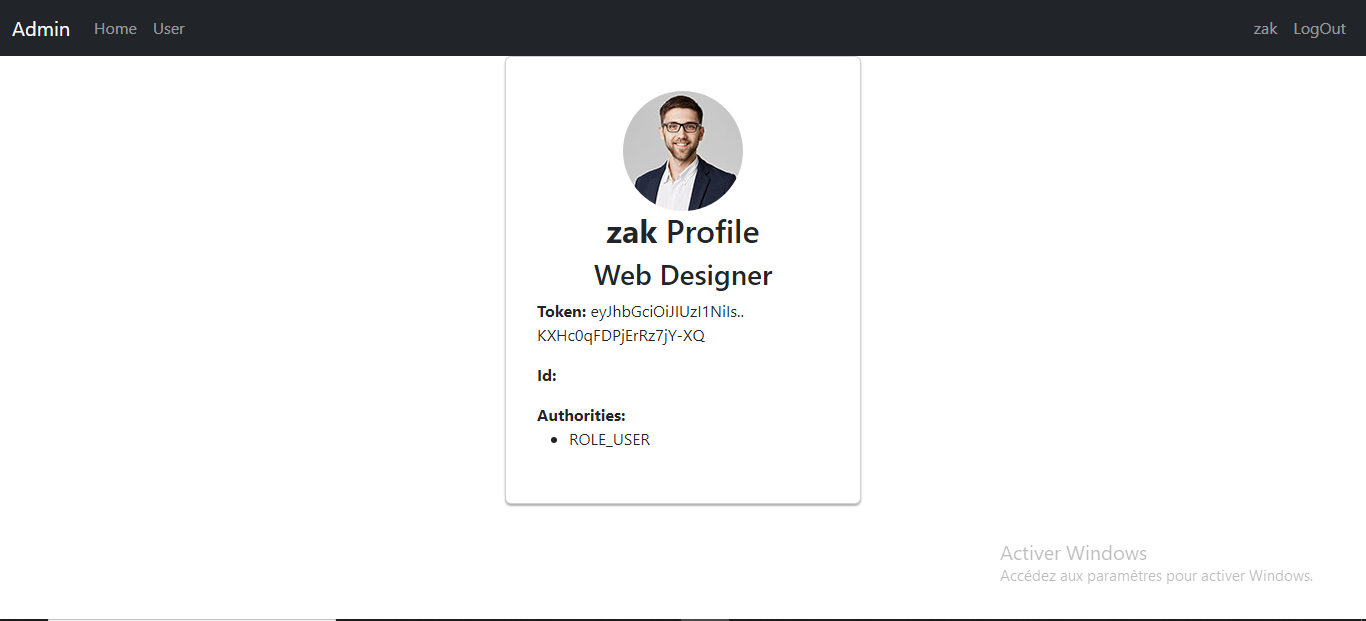 Admin Home User zak LogOut
zak Profile
Web Designer
Token: eyJhbGciOiJIUzI1NiIs..
KXHc0qFDPjErRz7jY-XQ
Id:
Authorities:
ROLE_USER
Activer Windows
Accédez aux paramètres pour activer Windows.